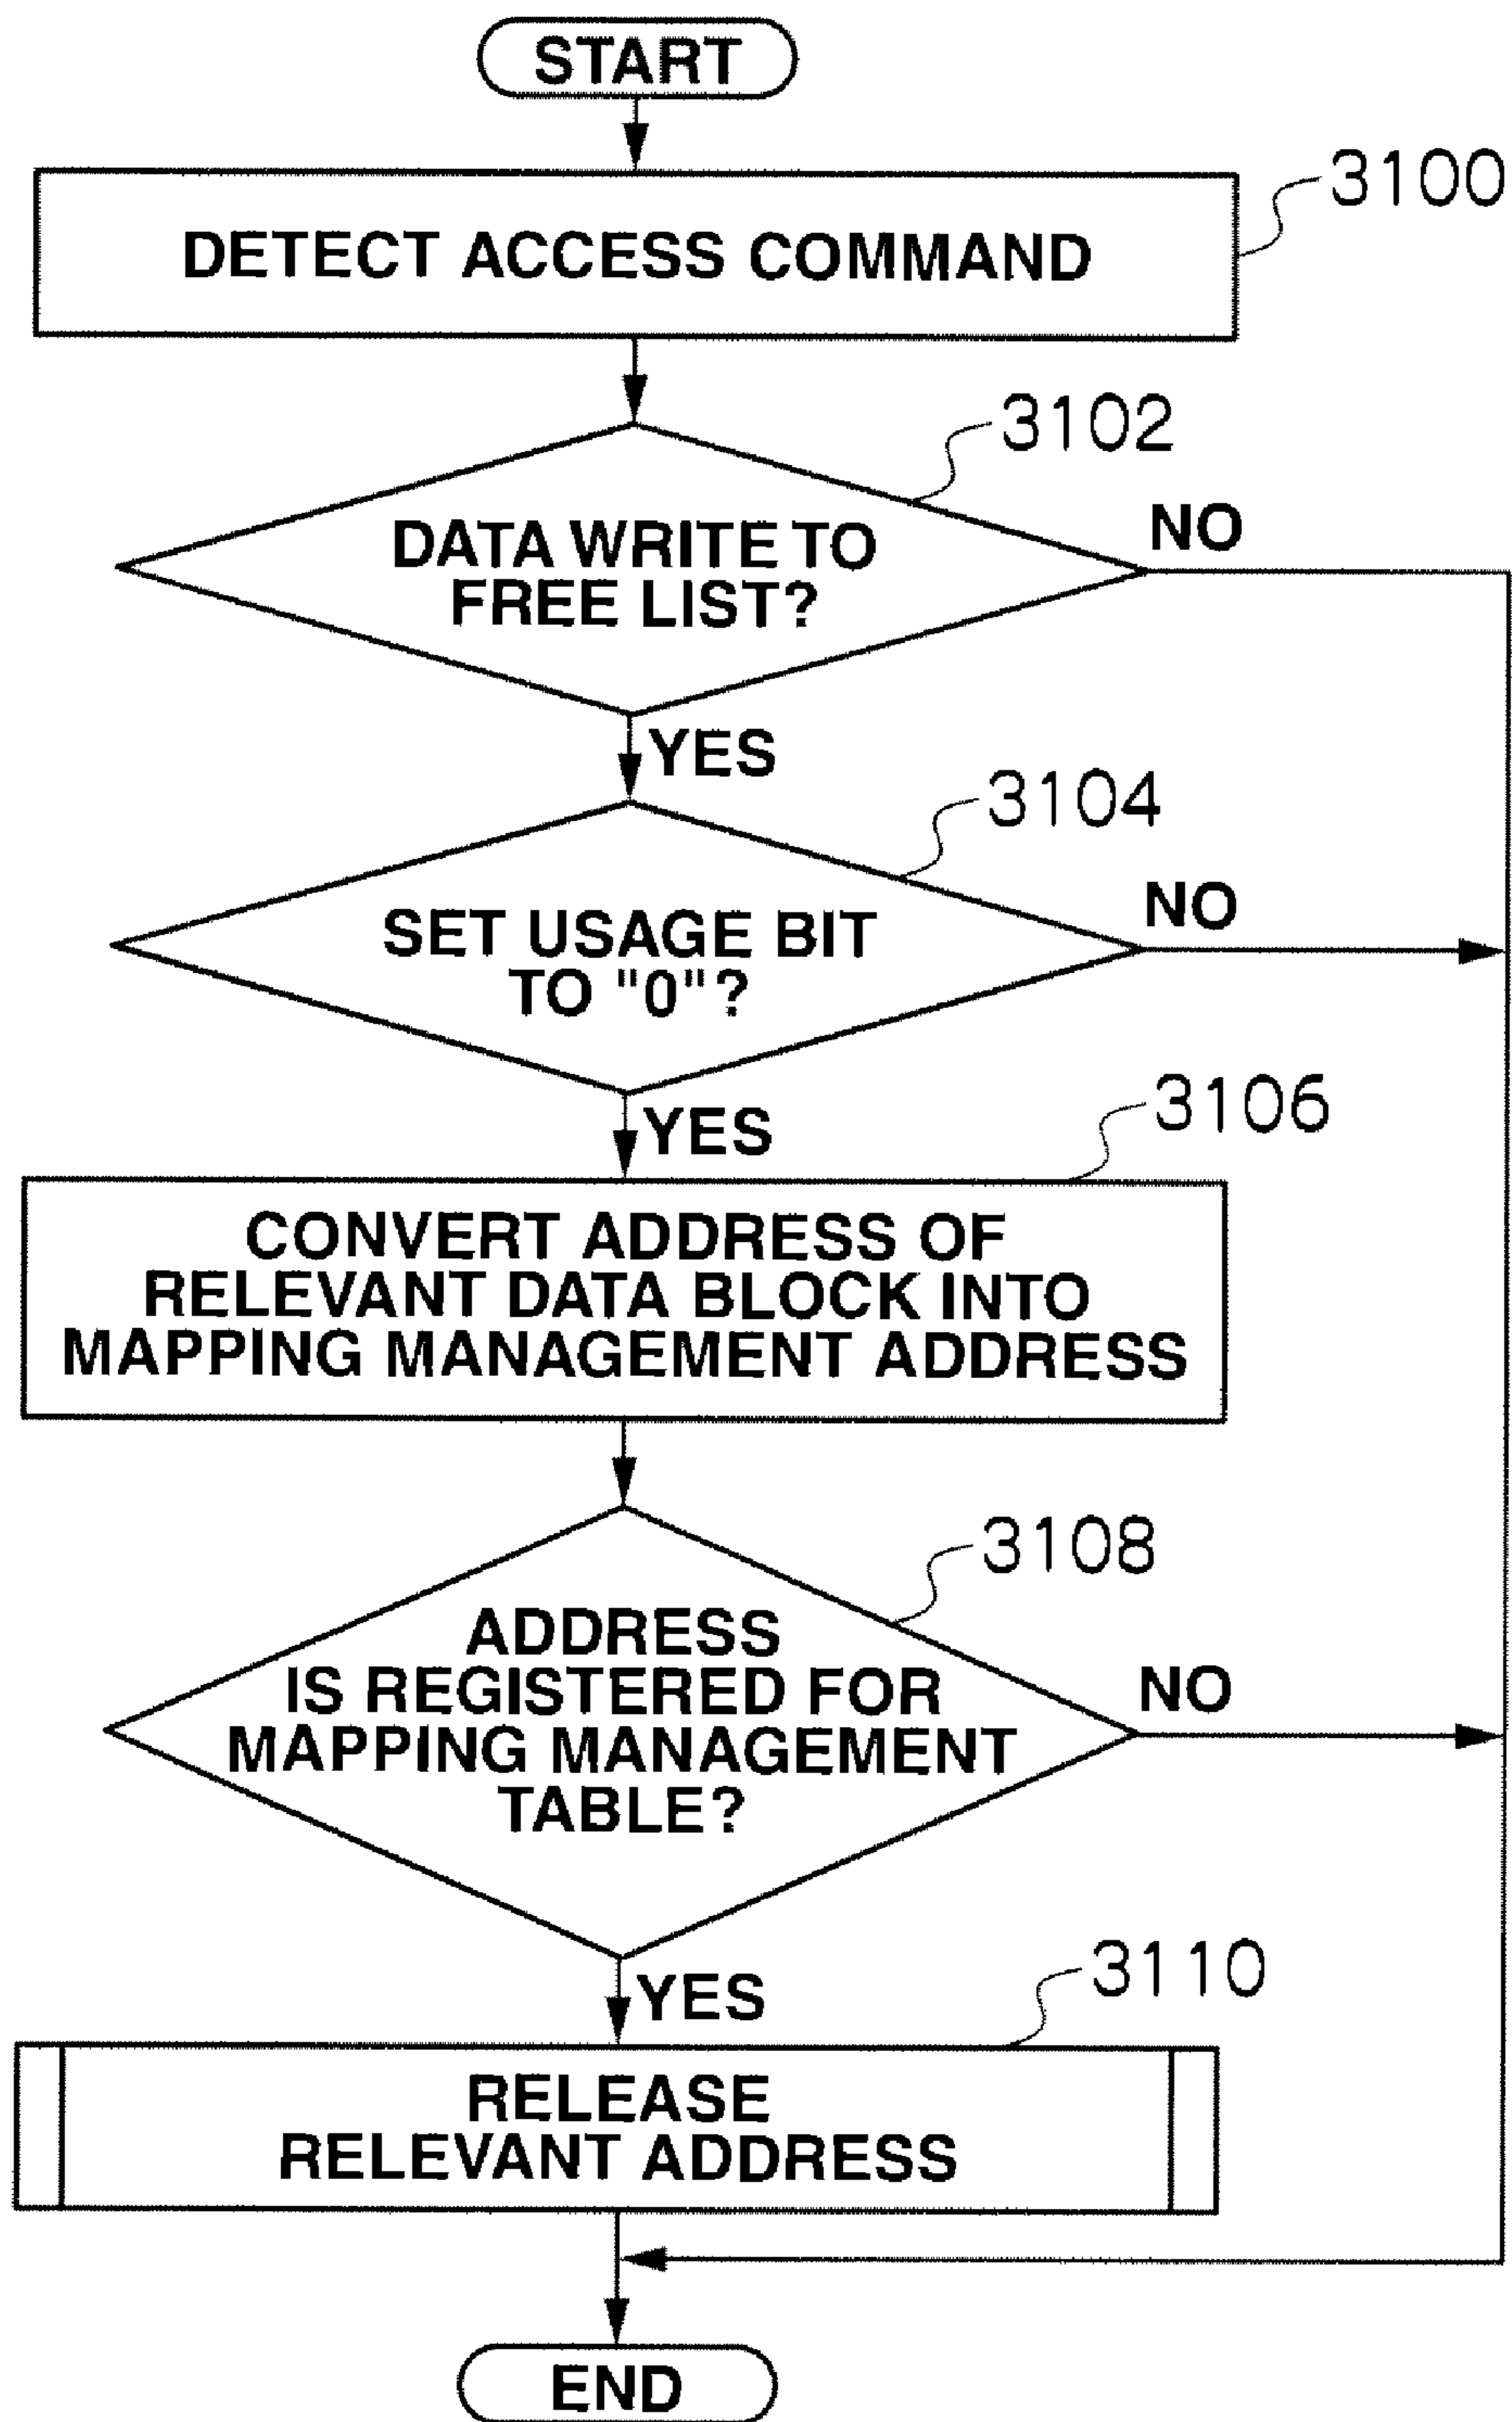 START
3100
DETECT ACCESS COMMAND
3102
DATA WRITE TO
FREE LIST?
NO
YES
3104
SET USAGE BIT
TO "0"?
NO
YES
3106
CONVERT ADDRESS OF
RELEVANT DATA BLOCK INTO
MAPPING MANAGEMENT ADDRESS
3108
ADDRESS
IS REGISTERED FOR
MAPPING MANAGEMENT
TABLE?
NO
YES
3110
RELEASE
RELEVANT ADDRESS
END